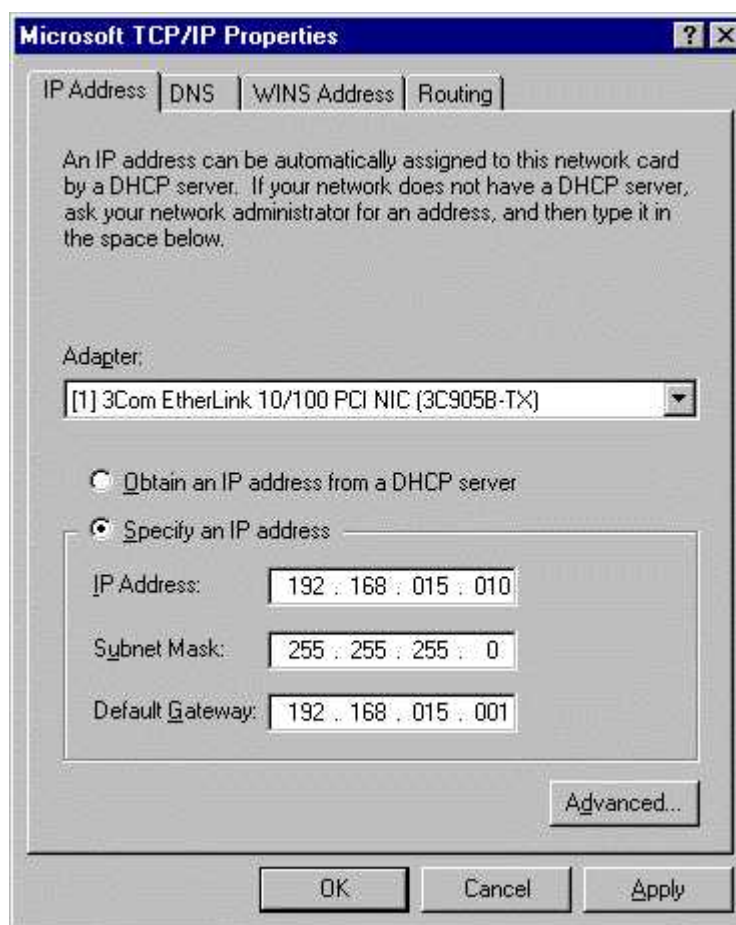 Microsoft TCP/IP Properties
IP Address DNS WINS Address Routing
An IP address can be automatically assigned to this network card
by a DHCP server. If your network does not have a DHCP server,
ask your network administrator for an address, and then type it in
the space below.
Adapter:
[1] 3Com EtherLink 10/100 PCI NIC (3C905B-TX)
Obtain an IP address from a DHCP server
Specify an IP address
IP Address: 192 . 168 . 015 . 010
Subnet Mask: 255 . 255 . 255 . 0
Default Gateway: 192 . 168 . 015 . 001
Advanced...
OK Cancel Apply